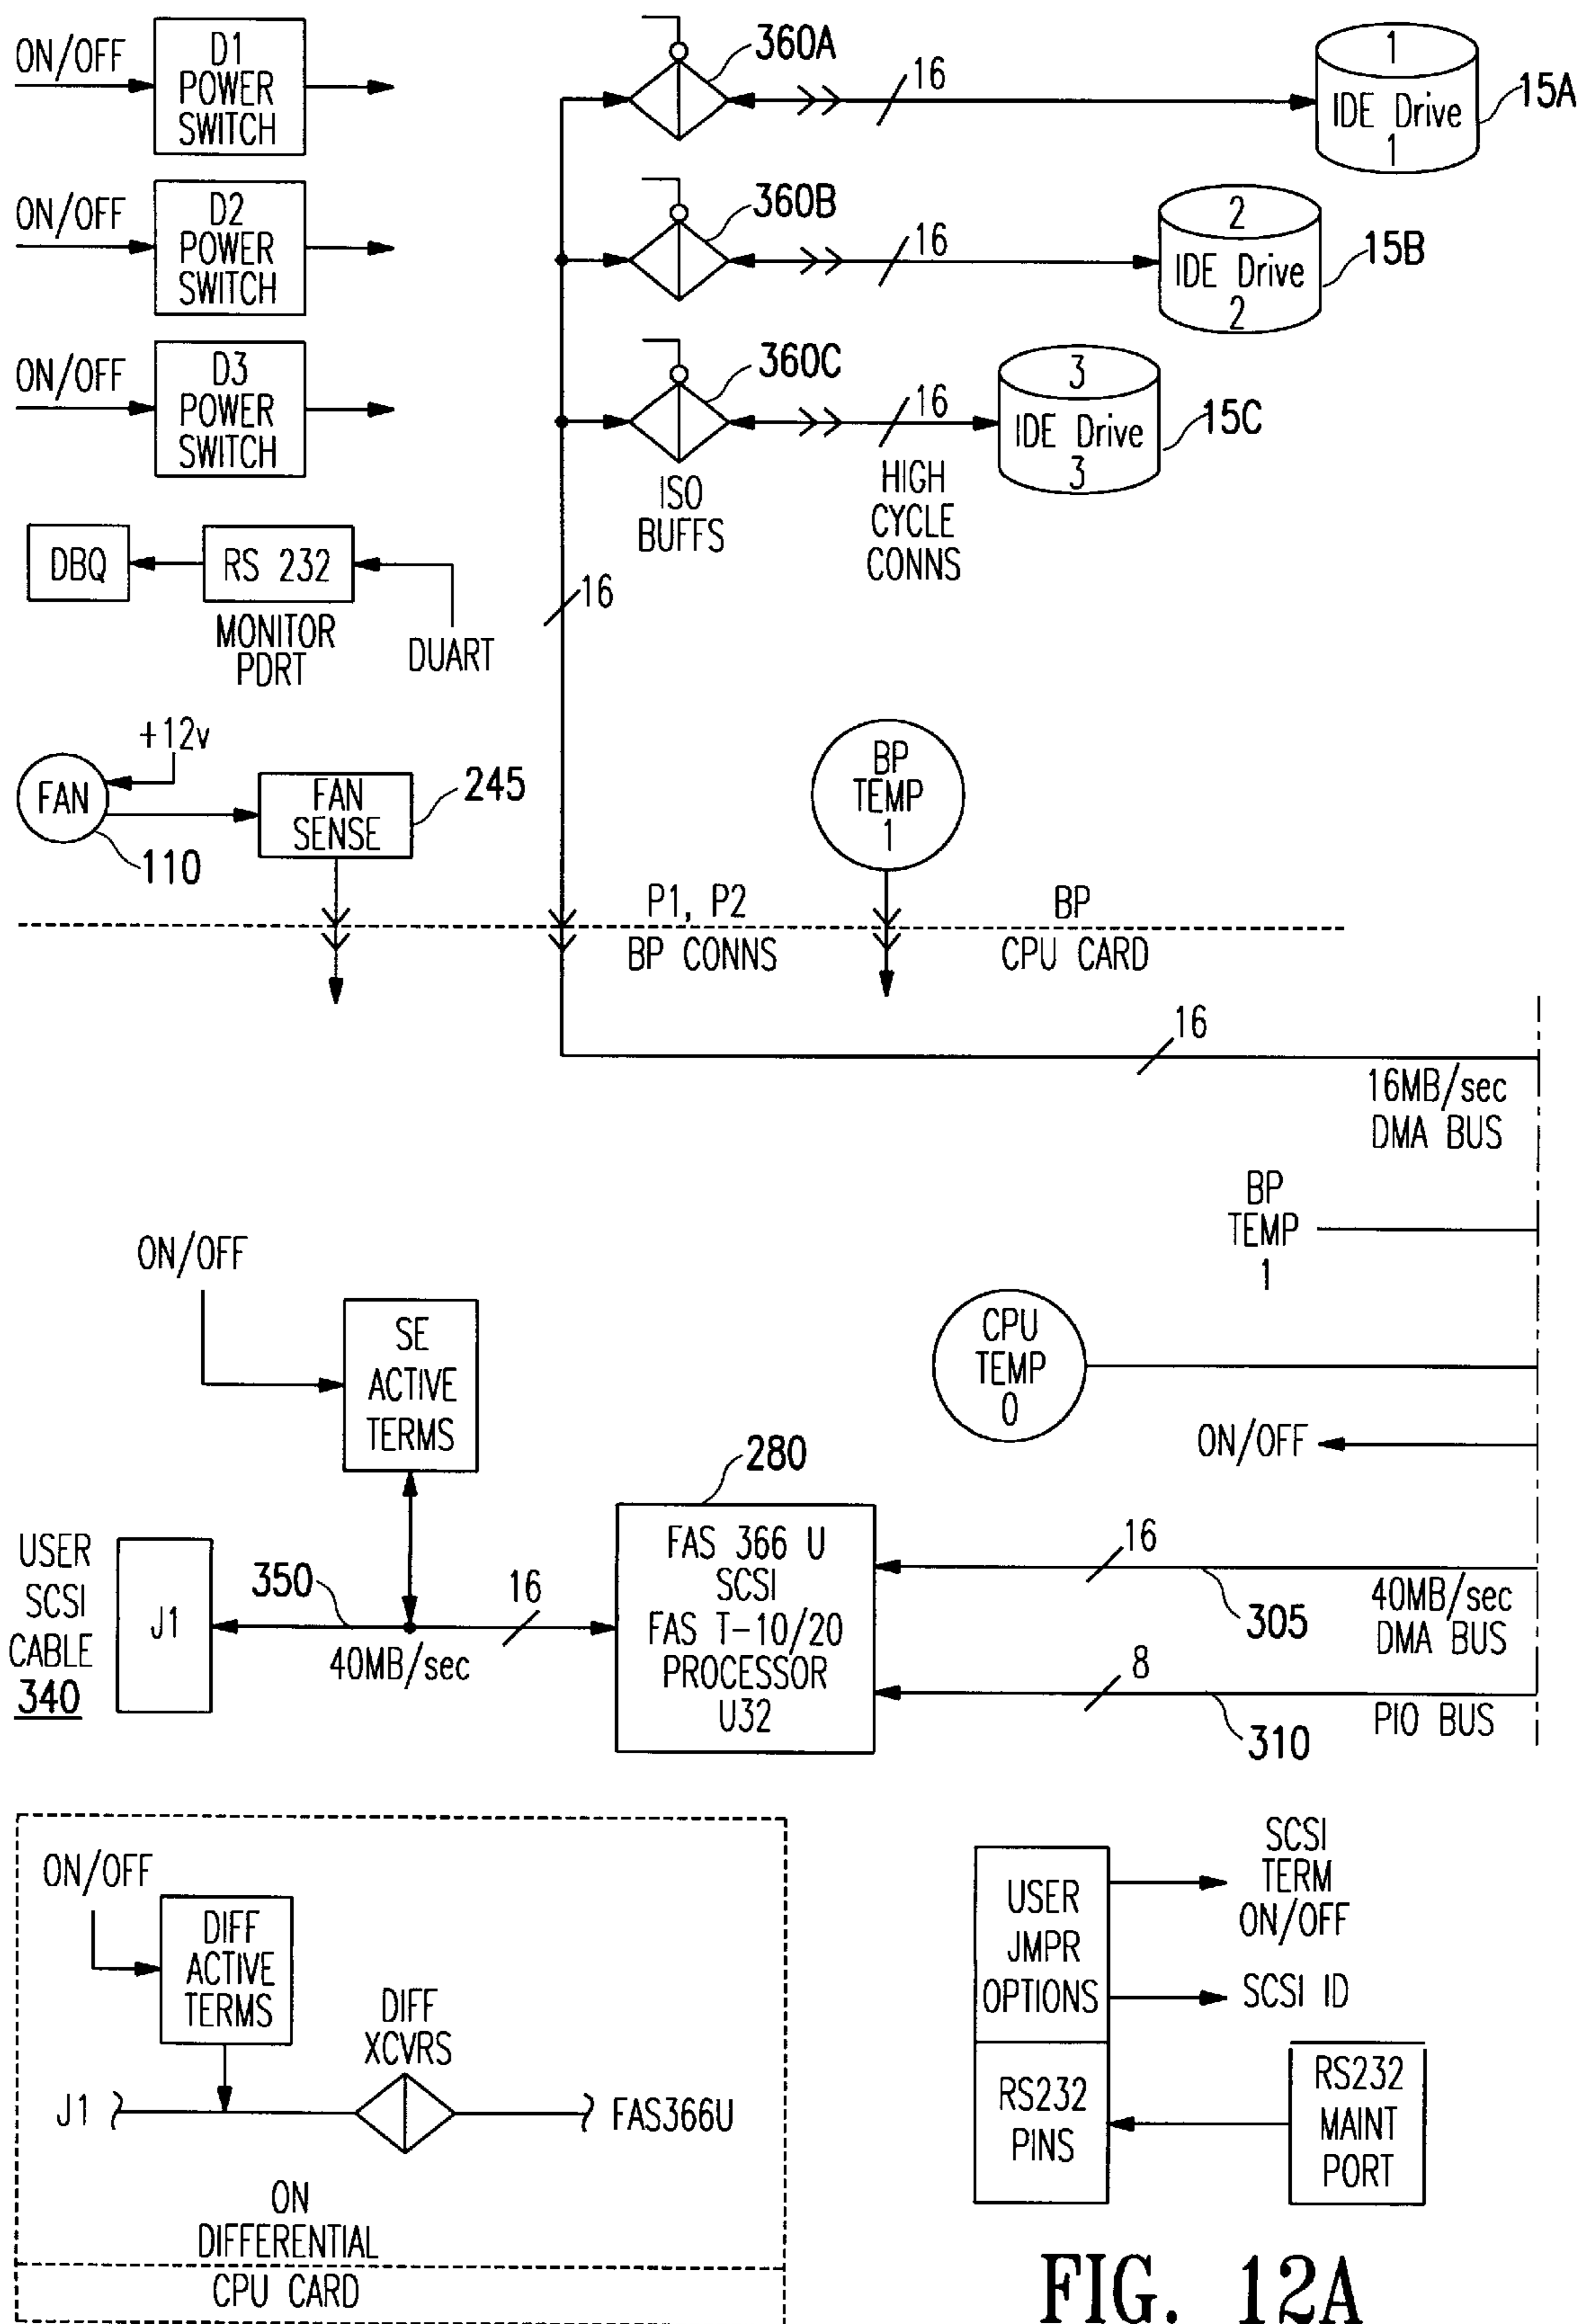 ON/OFF
D1
POWER
SWITCH
360A
16
1
IDE Drive
1
15A
ON/OFF
D2
POWER
SWITCH
360B
16
2
IDE Drive
2
15B
ON/OFF
D3
POWER
SWITCH
360C
16
3
IDE Drive
3
15C
ISO
BUFFS
HIGH
CYCLE
CONNS
DBQ
RS 232
MONITOR
PDRT
DUART
16
+12v
FAN
110
FAN
SENSE
245
BP
TEMP
1
P1, P2
BP
BP CONNS
CPU CARD
16
16MB/sec
DMA BUS
BP
TEMP
1
ON/OFF
SE
ACTIVE
TERMS
CPU
TEMP
0
ON/OFF
280
USER
SCSI
CABLE
340
J1
350
40MB/sec
16
FAS 366 U
SCSI
FAS T-10/20
PROCESSOR
U32
16
305
40MB/sec
DMA BUS
8
310
PIO BUS
ON/OFF
DIFF
ACTIVE
TERMS
DIFF
XCVRS
J1
FAS366U
ON
DIFFERENTIAL
CPU CARD
USER
JMPR
OPTIONS
SCSI
TERM
ON/OFF
SCSI ID
RS232
PINS
RS232
MAINT
PORT
FIG. 12A